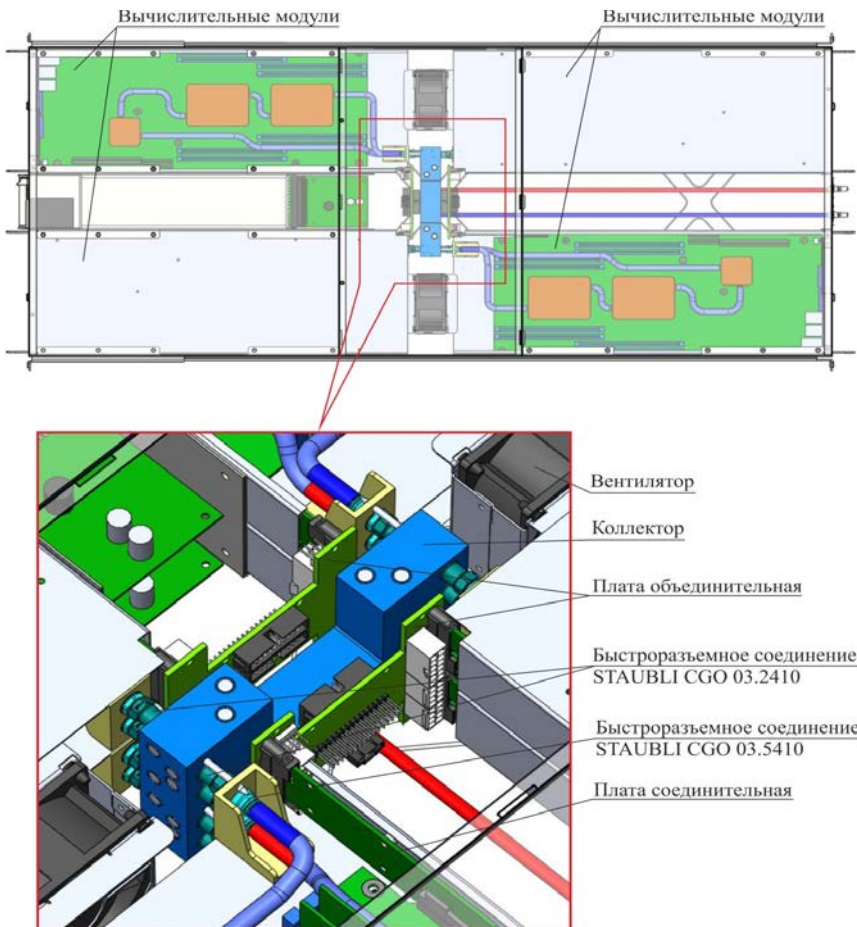 Вычислительные модули
Вычислительные модули
Вентилятор
Коллектор
Плата объединительная
Быстроразъемное соединение
STAUBLI CGO 03.2410
Быстроразъемное соединение
STAUBLI CGO 03.5410
Плата соединительная